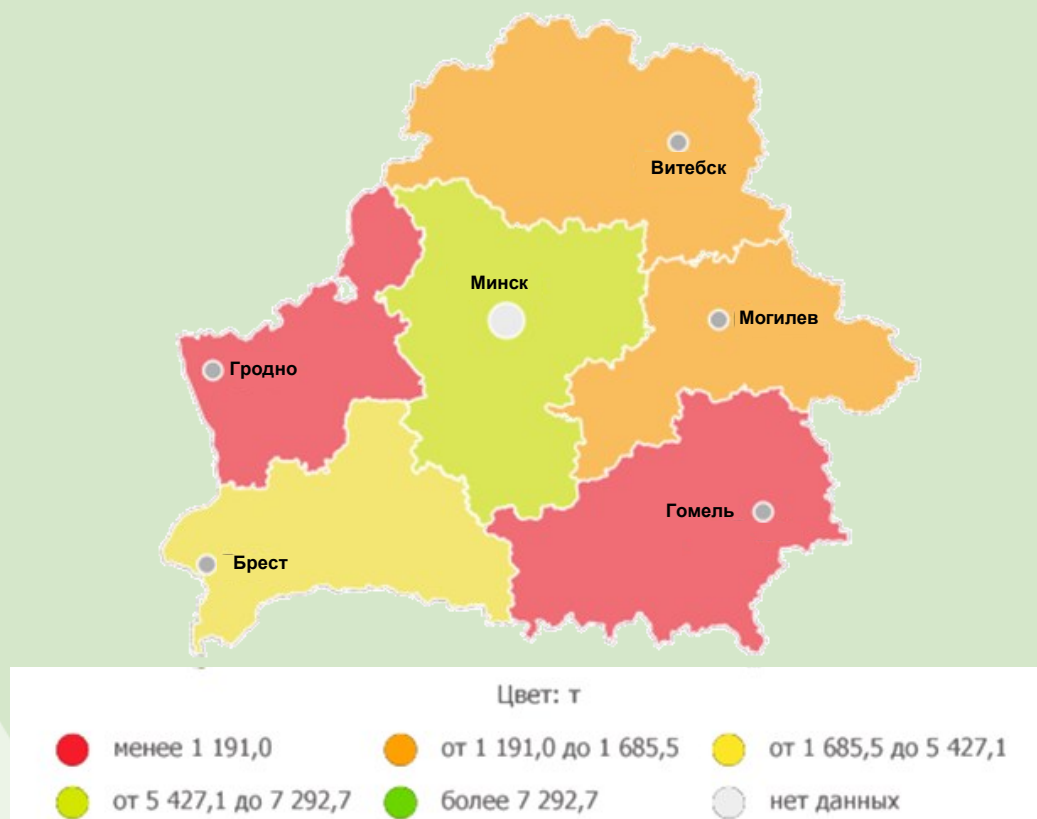 Витебск
Минск
Могилев
Гродно
Гомель
Брест
Цвет: т
менее 1 191,0
от 1 191,0 до 1 685,5
от 1 685,5 до 5 427,1
от 5 427,1 до 7 292,7
более 7 292,7
нет данных